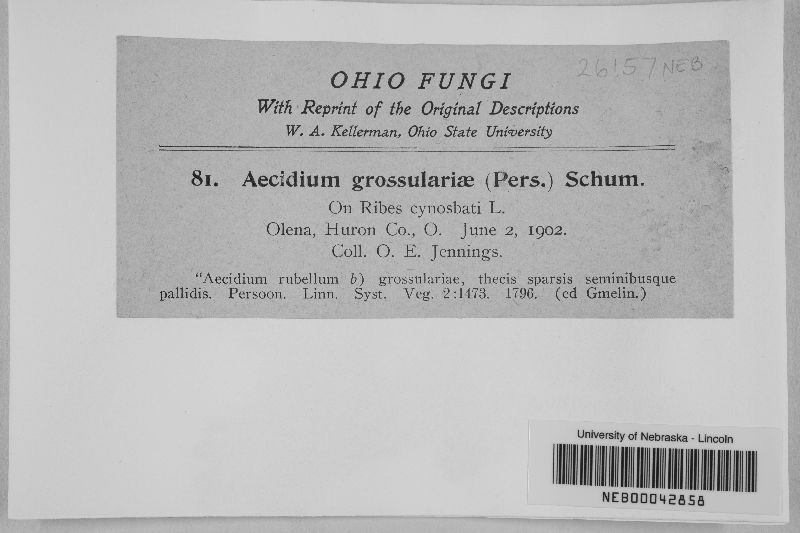 26157 NEB
OHIO FUNGI
With Reprint of the Original Descriptions
W. A. Kellerman, Ohio State University
81. Aecidium grossulariæ (Pers.) Schum.
On Ribes cynosbati L.
Olena, Huron Co., O. June 2, 1902.
Coll. O. E. Jennings.
"Aecidium rubellum b) grossulariae, thecis sparsis seminibusque
pallidis. Persoon. Linn. Syst. Veg. 2:1473. 1796. (ed Gmelin.)
University of Nebraska - Lincoln
NEB00042858